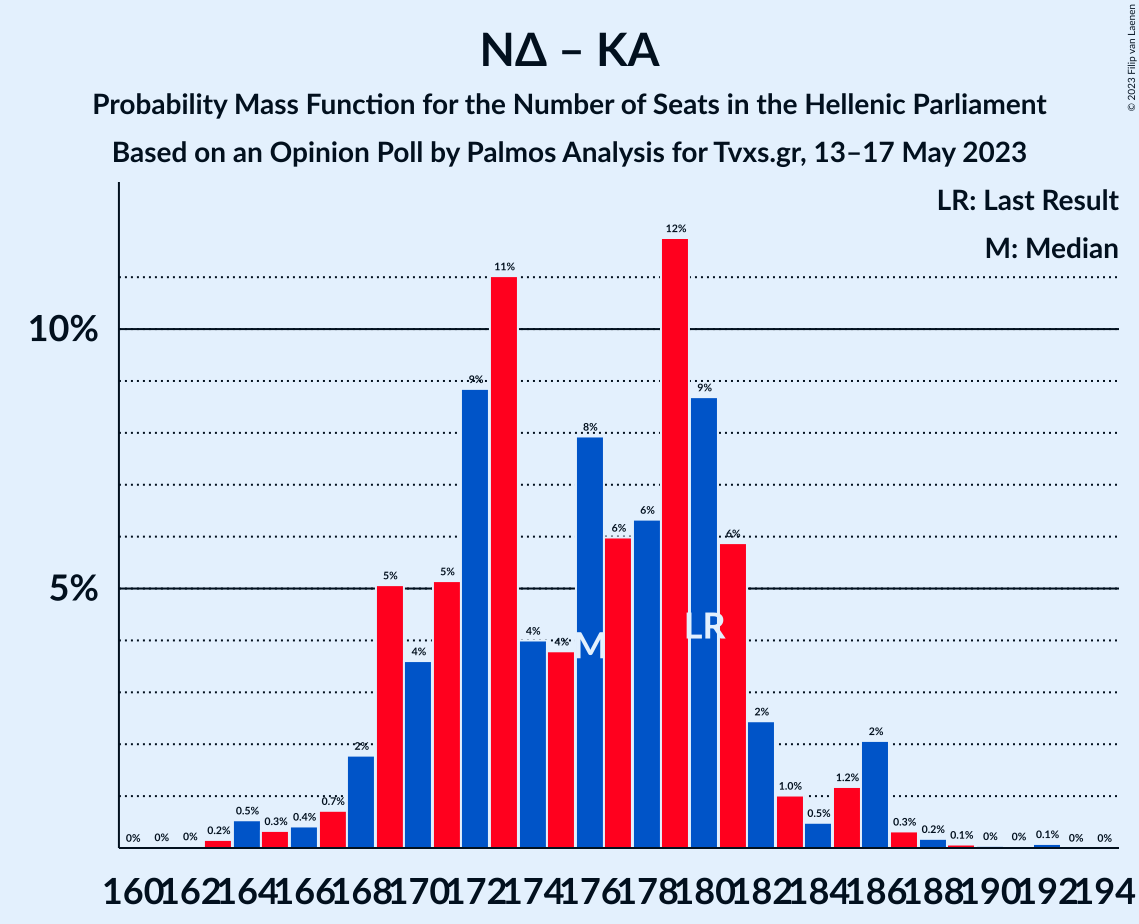 © 2023 Filip van Laenen
ΝΔ – ΚΑ
Probability Mass Function for the Number of Seats in the Hellenic Parliament
Based on an Opinion Poll by Palmos Analysis for Tvxs.gr, 13–17 May 2023
LR: Last Result
M: Median
10%
5%
0% 0% 0% 0.2% 0.5% 0.3% 0.4% 0.7% 2% 5% 4% 5% 9% 11% 4% 4% 8% 6% 6% 12% 9% 6% 2% 1.0% 0.5% 1.2% 2% 0.3% 0.2% 0.1% 0% 0% 0.1% 0% 0%
M LR
160 162 164 166 168 170 172 174 176 178 180 182 184 186 188 190 192 194